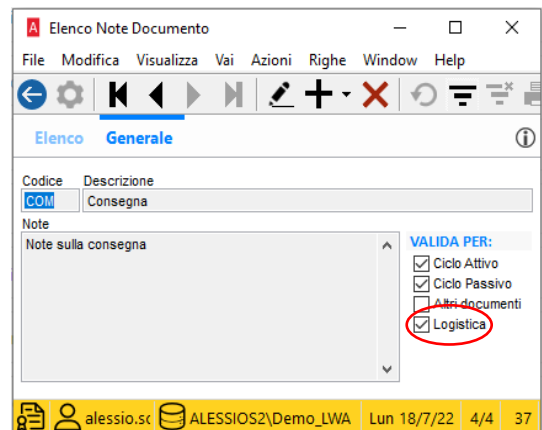 A Elenco Note Documento
File Modifica Visualizza Vai Azioni Righe Window Help
Elenco Generale
Codice Descrizione
COM Consegna
Note
Note sulla consegna
VALIDA PER:
Ciclo Attivo
Ciclo Passivo
Altri documenti
Logistica
alessio.sc ALESSIOS2\Demo_LWA Lun 18/7/22 4/4 37